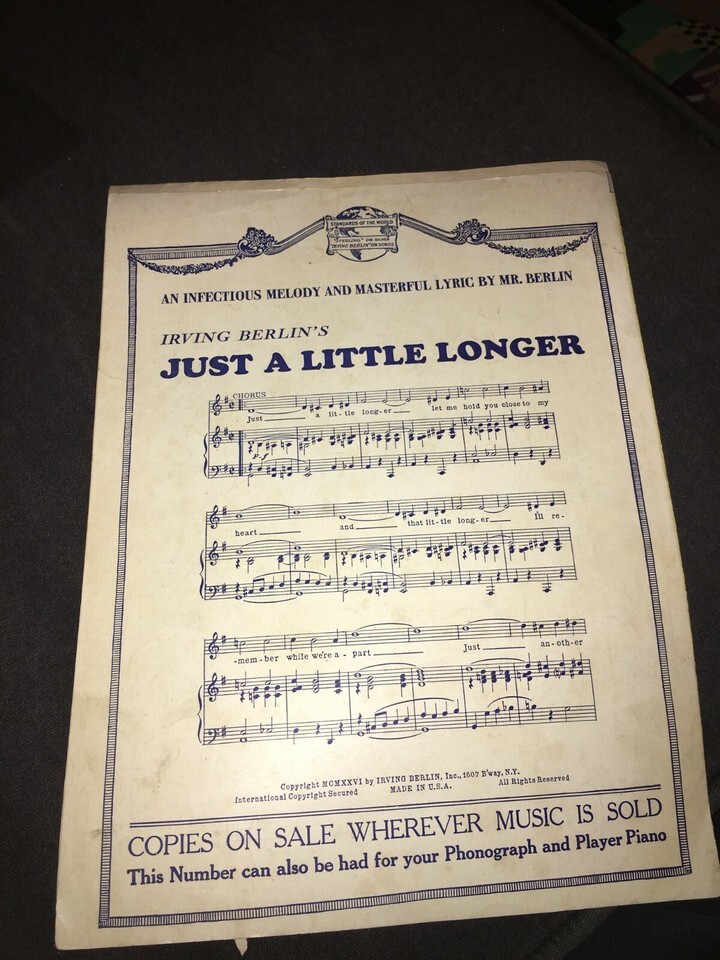 STANDARDS OF THE WORLD
"STERLING" ON SILVER
"IRVING BERLIN" ON SONGS
AN INFECTIOUS MELODY AND MASTERFUL LYRIC BY MR. BERLIN
IRVING BERLIN'S
JUST A LITTLE LONGER
CHORUS
Just a lit-tle long-er let me hold you close to my
heart and that lit-tle long-er I'll re-
-mem-ber while we're a-part Just an-oth-er
Copyright MCMXXVI by IRVING BERLIN, Inc., 1607 B'way, N.Y.
International Copyright Secured MADE IN U.S.A. All Rights Reserved
COPIES ON SALE WHEREVER MUSIC IS SOLD
This Number can also be had for your Phonograph and Player Piano